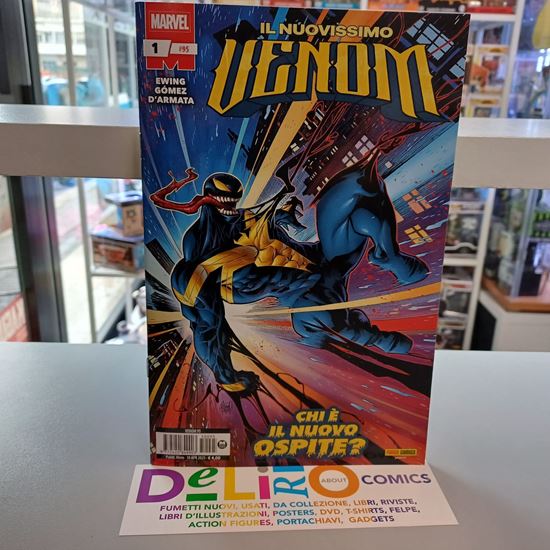 MARVEL
1 #95
EWING
GÓMEZ
D'ARMATA
IL NUOVISSIMO
VENOM
CHI È
IL NUOVO
OSPITE?
PANINI COMICS
DeLiRiO ABOUT COMICS
FUMETTI NUOVI, USATI, DA COLLEZIONE, LIBRI, RIVISTE,
LIBRI D'ILLUSTRAZIONI, POSTERS, DVD, T-SHIRTS, FELPE,
ACTION FIGURES, PORTACHIAVI, GADGETS